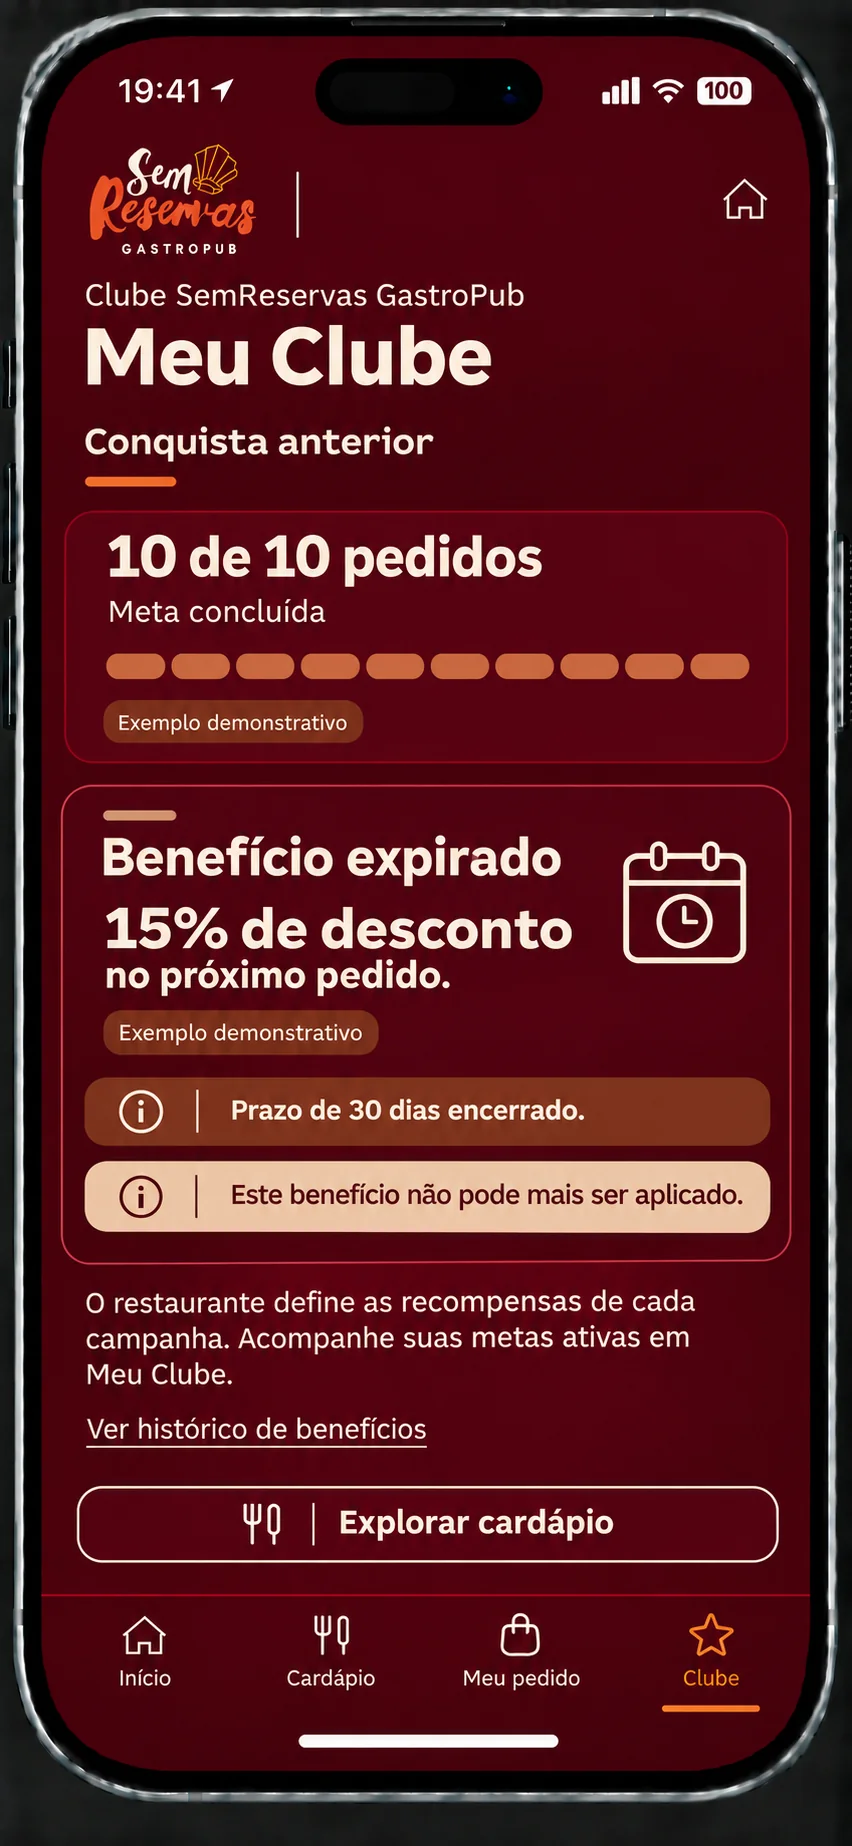 19:41
100
Sem
Reservas
GASTROPUB
Clube SemReservas GastroPub
Meu Clube
Conquista anterior
10 de 10 pedidos
Meta concluída
Exemplo demonstrativo
Benefício expirado
15% de desconto
no próximo pedido.
Exemplo demonstrativo
Prazo de 30 dias encerrado.
Este benefício não pode mais ser aplicado.
O restaurante define as recompensas de cada
campanha. Acompanhe suas metas ativas em
Meu Clube.
Ver histórico de benefícios
Explorar cardápio
Início
Cardápio
Meu pedido
Clube